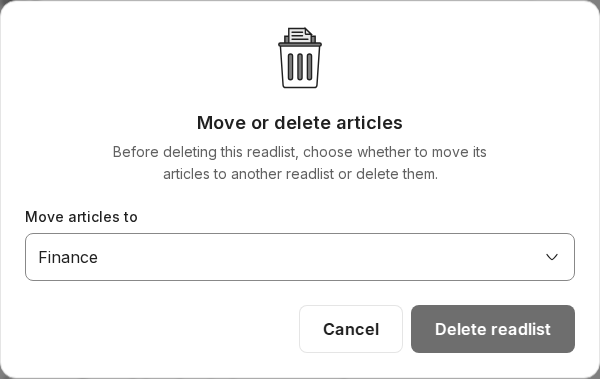 Move or delete articles
Before deleting this readlist, choose whether to move its
articles to another readlist or delete them.
Move articles to
Finance
Cancel
Delete readlist